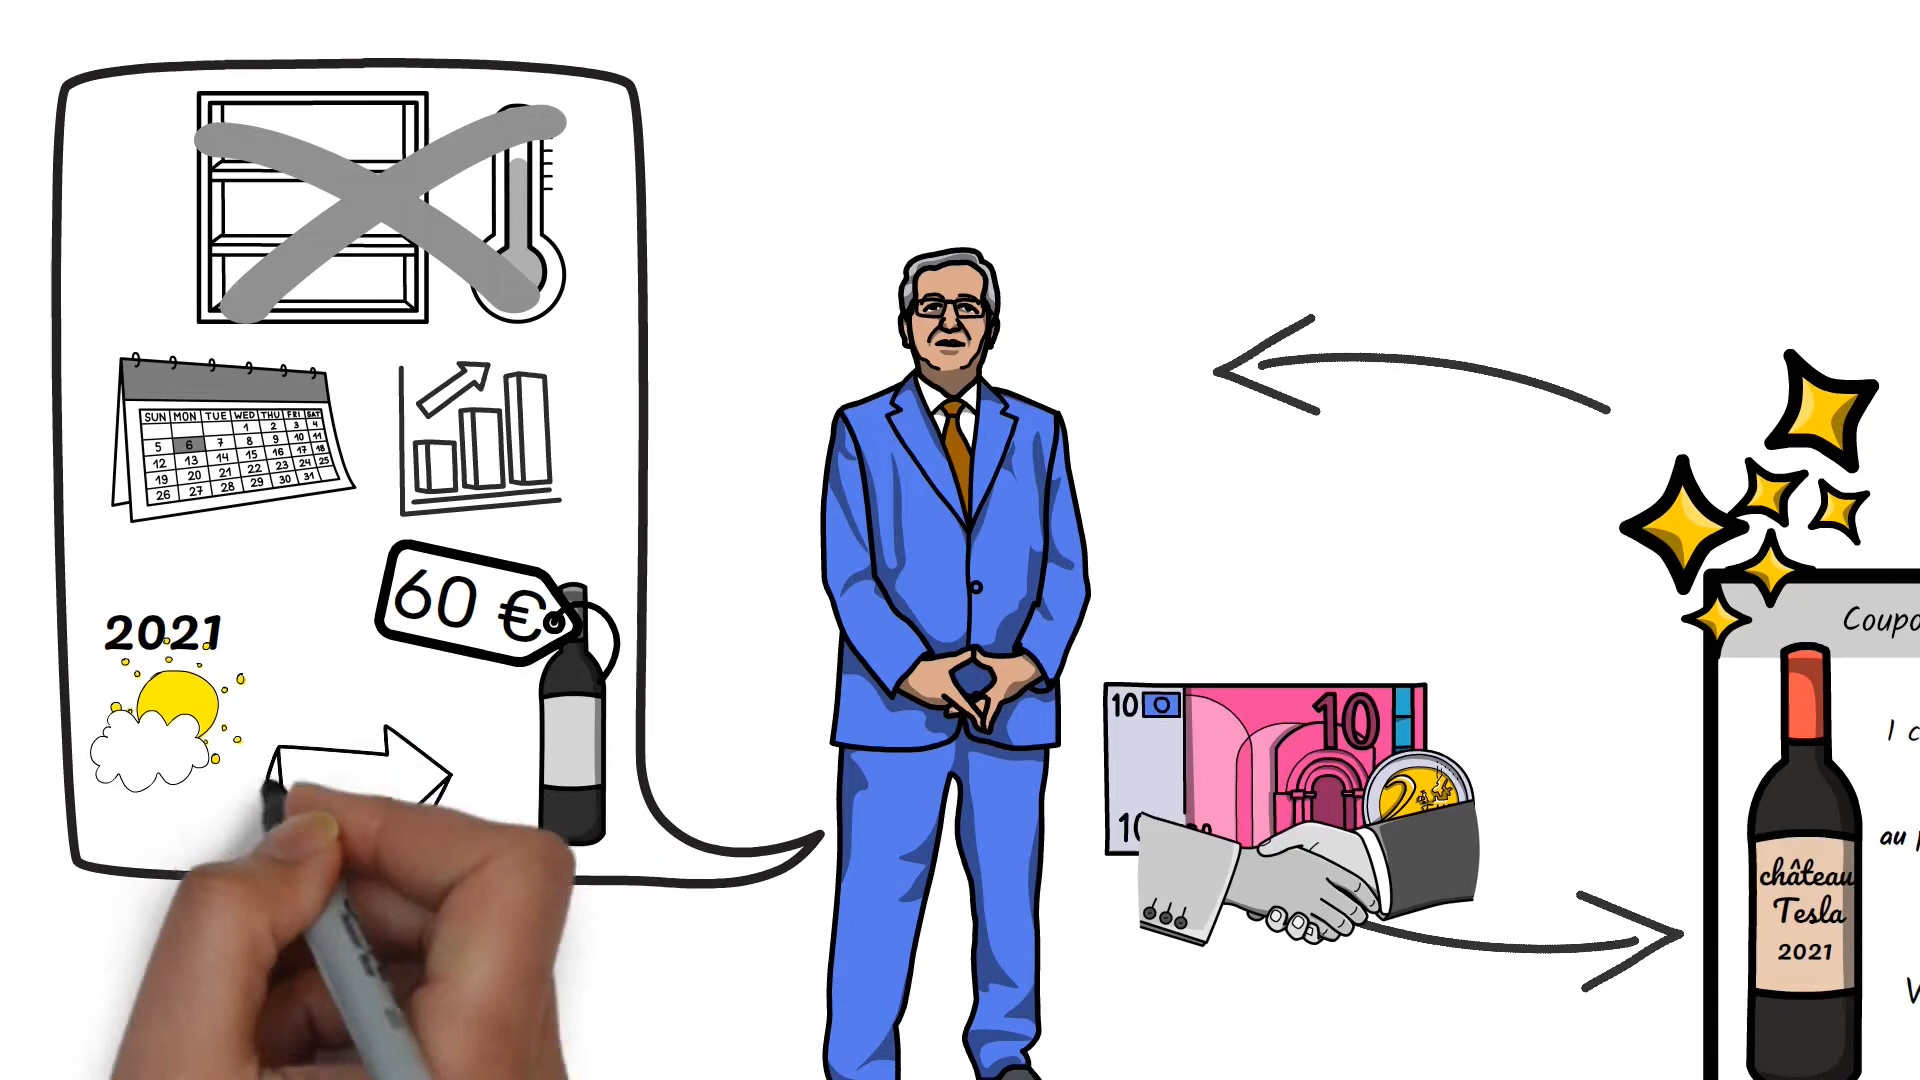 SUN MON TUE WED THU FRI SAT
1 2 3 4
5 6 7 8 9 10 11
12 13 14 15 16 17 18
19 20 21 22 23 24 25
26 27 28 29 30 31
60 €
2021
10 10
10
2
Coupo
I c
au
château
Tesla
2021
V